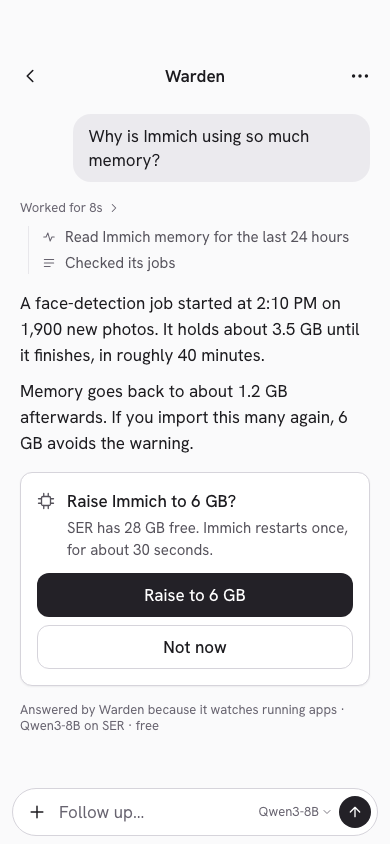 Warden
Why is Immich using so much
memory?
Worked for 8s
Read Immich memory for the last 24 hours
Checked its jobs
A face-detection job started at 2:10 PM on
1,900 new photos. It holds about 3.5 GB until
it finishes, in roughly 40 minutes.
Memory goes back to about 1.2 GB
afterwards. If you import this many again, 6
GB avoids the warning.
Raise Immich to 6 GB?
SER has 28 GB free. Immich restarts once,
for about 30 seconds.
Raise to 6 GB
Not now
Answered by Warden because it watches running apps ·
Qwen3-8B on SER · free
Follow up...
Qwen3-8B